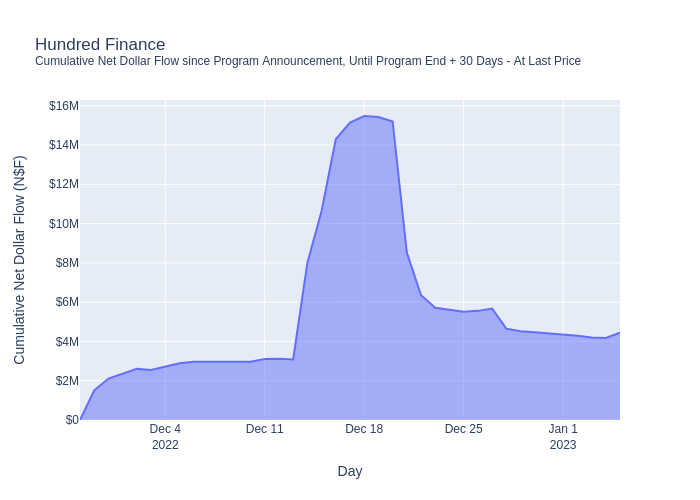 Hundred Finance
Cumulative Net Dollar Flow since Program Announcement, Until Program End + 30 Days - At Last Price
Cumulative Net Dollar Flow (N$F)
$16M
$14M
$12M
$10M
$8M
$6M
$4M
$2M
$0
Dec 4
2022
Dec 11
Dec 18
Dec 25
Jan 1
2023
Day